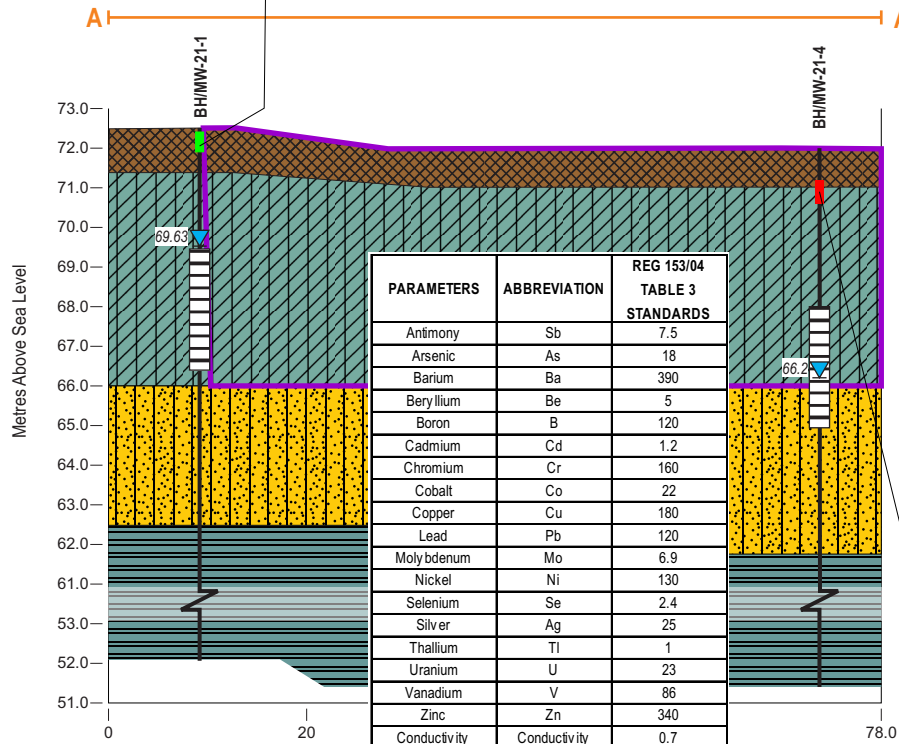 A
BH/MW-21-1
BH/MW-21-4
Metres Above Sea Level
73.0
72.0
71.0
70.0
69.0
68.0
67.0
66.0
65.0
64.0
63.0
62.0
61.0
53.0
52.0
51.0
69.63
66.2
PARAMETERS ABBREVIATION REG 153/04 TABLE 3 STANDARDS
Antimony Sb 7.5
Arsenic As 18
Barium Ba 390
Beryllium Be 5
Boron B 120
Cadmium Cd 1.2
Chromium Cr 160
Cobalt Co 22
Copper Cu 180
Lead Pb 120
Molybdenum Mo 6.9
Nickel Ni 130
Selenium Se 2.4
Silver Ag 25
Thallium Tl 1
Uranium U 23
Vanadium V 86
Zinc Zn 340
Conductivity Conductivity 0.7
0 20 78.0